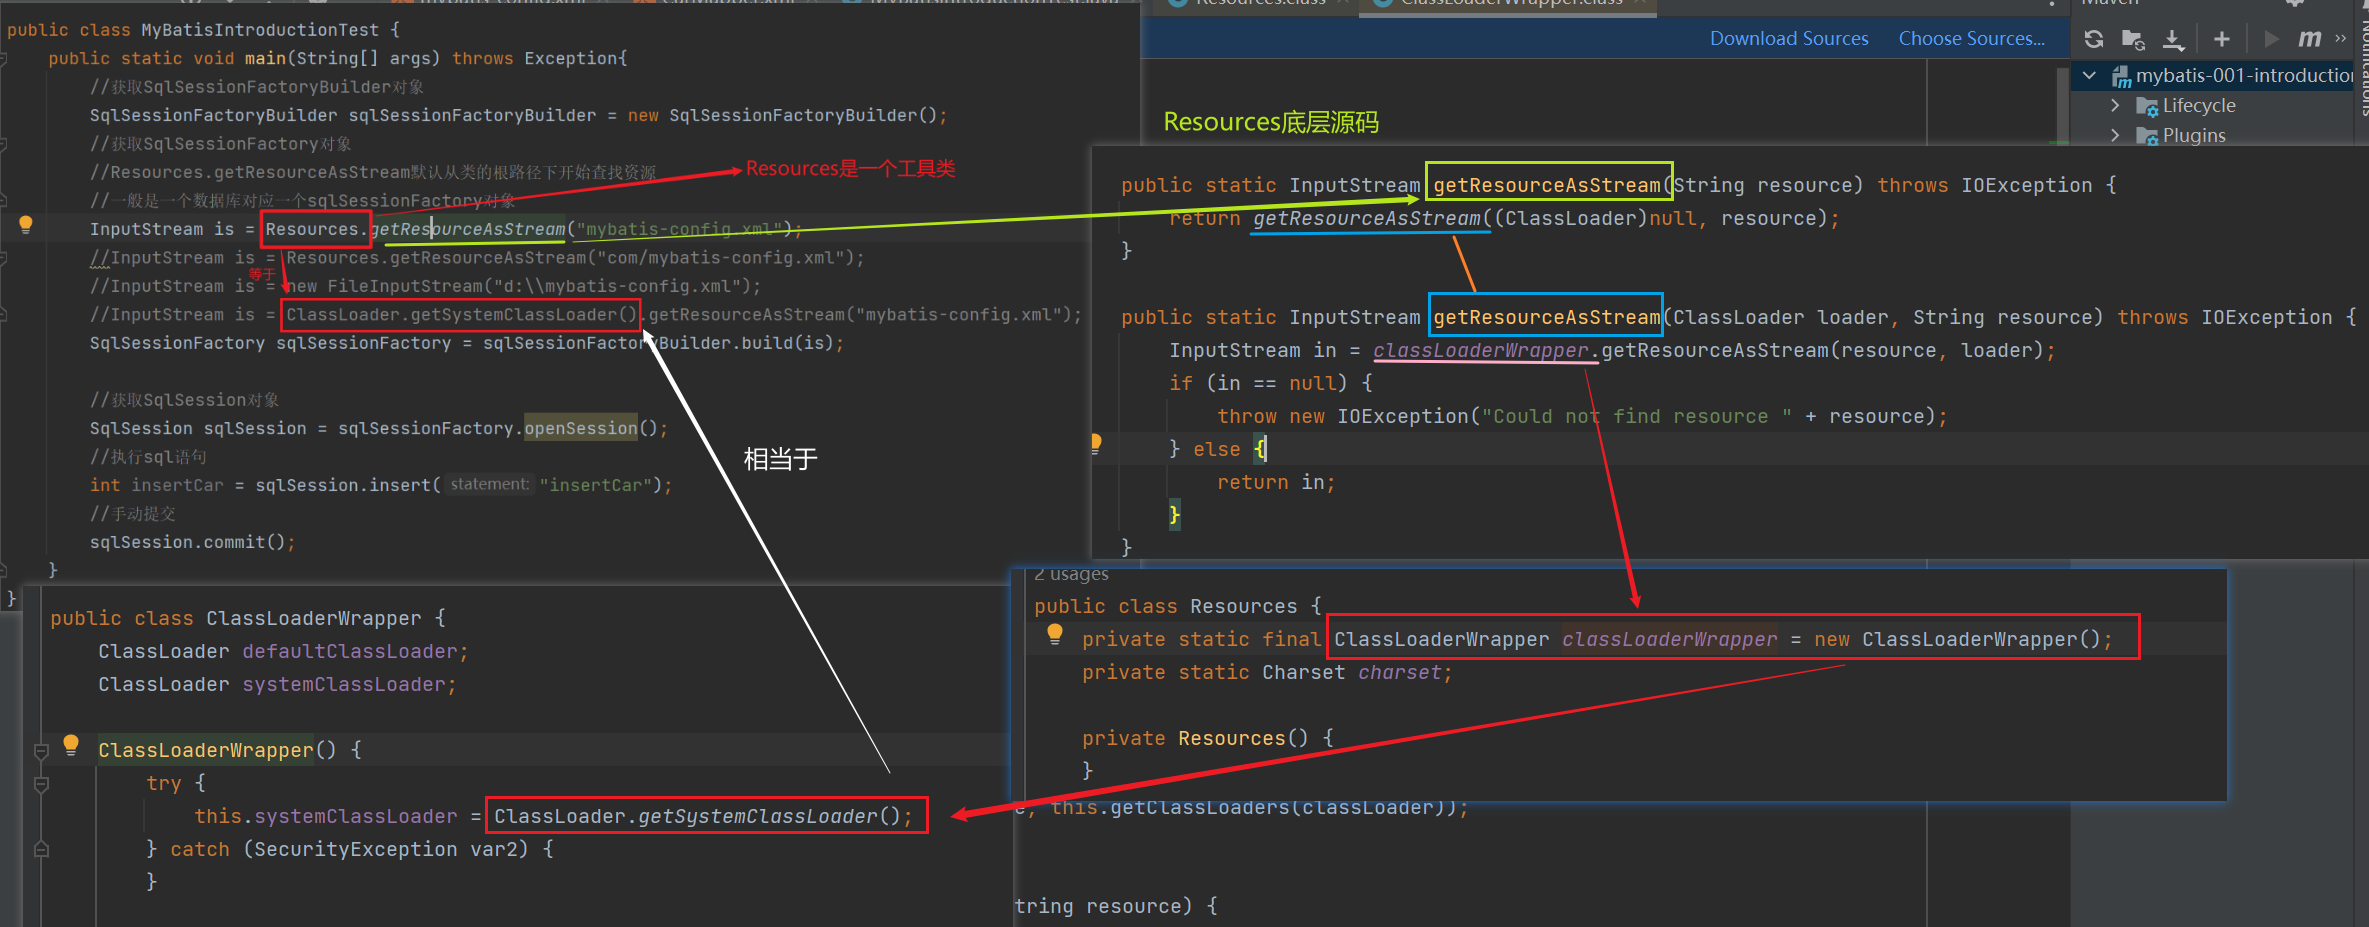 public class MyBatisIntroductionTest {
public static void main(String[] args) throws Exception{
//获取SqlSessionFactoryBuilder对象
SqlSessionFactoryBuilder sqlSessionFactoryBuilder = new SqlSessionFactoryBuilder();
//获取SqlSessionFactory对象
//Resources.getResourceAsStream默认从类的根路径下开始查找资源
Resources是一个工具类
//一般是一个数据库对应一个sqlSessionFactory对象
InputStream is = Resources.getResourceAsStream("mybatis-config.xml");
//InputStream is = Resources.getResourceAsStream("com/mybatis-config.xml");
等于
//InputStream is = new FileInputStream("d:\\mybatis-config.xml");
//InputStream is = ClassLoader.getSystemClassLoader().getResourceAsStream("mybatis-config.xml");
SqlSessionFactory sqlSessionFactory = sqlSessionFactoryBuilder.build(is);
//获取SqlSession对象
SqlSession sqlSession = sqlSessionFactory.openSession();
//执行sql语句
int insertCar = sqlSession.insert( statement: "insertCar");
//手动提交
sqlSession.commit();
}
}
相当于
Resources.class
ClassLoaderWrapper.class
Download Sources
Choose Sources...
Maven
Notifications
mybatis-001-introduction
Lifecycle
Plugins
Resources底层源码
public static InputStream getResourceAsStream(String resource) throws IOException {
return getResourceAsStream((ClassLoader)null, resource);
}
public static InputStream getResourceAsStream(ClassLoader loader, String resource) throws IOException {
InputStream in = classLoaderWrapper.getResourceAsStream(resource, loader);
if (in == null) {
throw new IOException("Could not find resource " + resource);
} else {
return in;
}
}
public class ClassLoaderWrapper {
ClassLoader defaultClassLoader;
ClassLoader systemClassLoader;
ClassLoaderWrapper() {
try {
this.systemClassLoader = ClassLoader.getSystemClassLoader();
} catch (SecurityException var2) {
}
2 usages
public class Resources {
private static final ClassLoaderWrapper classLoaderWrapper = new ClassLoaderWrapper();
private static Charset charset;
private Resources() {
}
e, this.getClassLoaders(classLoader));
tring resource) {